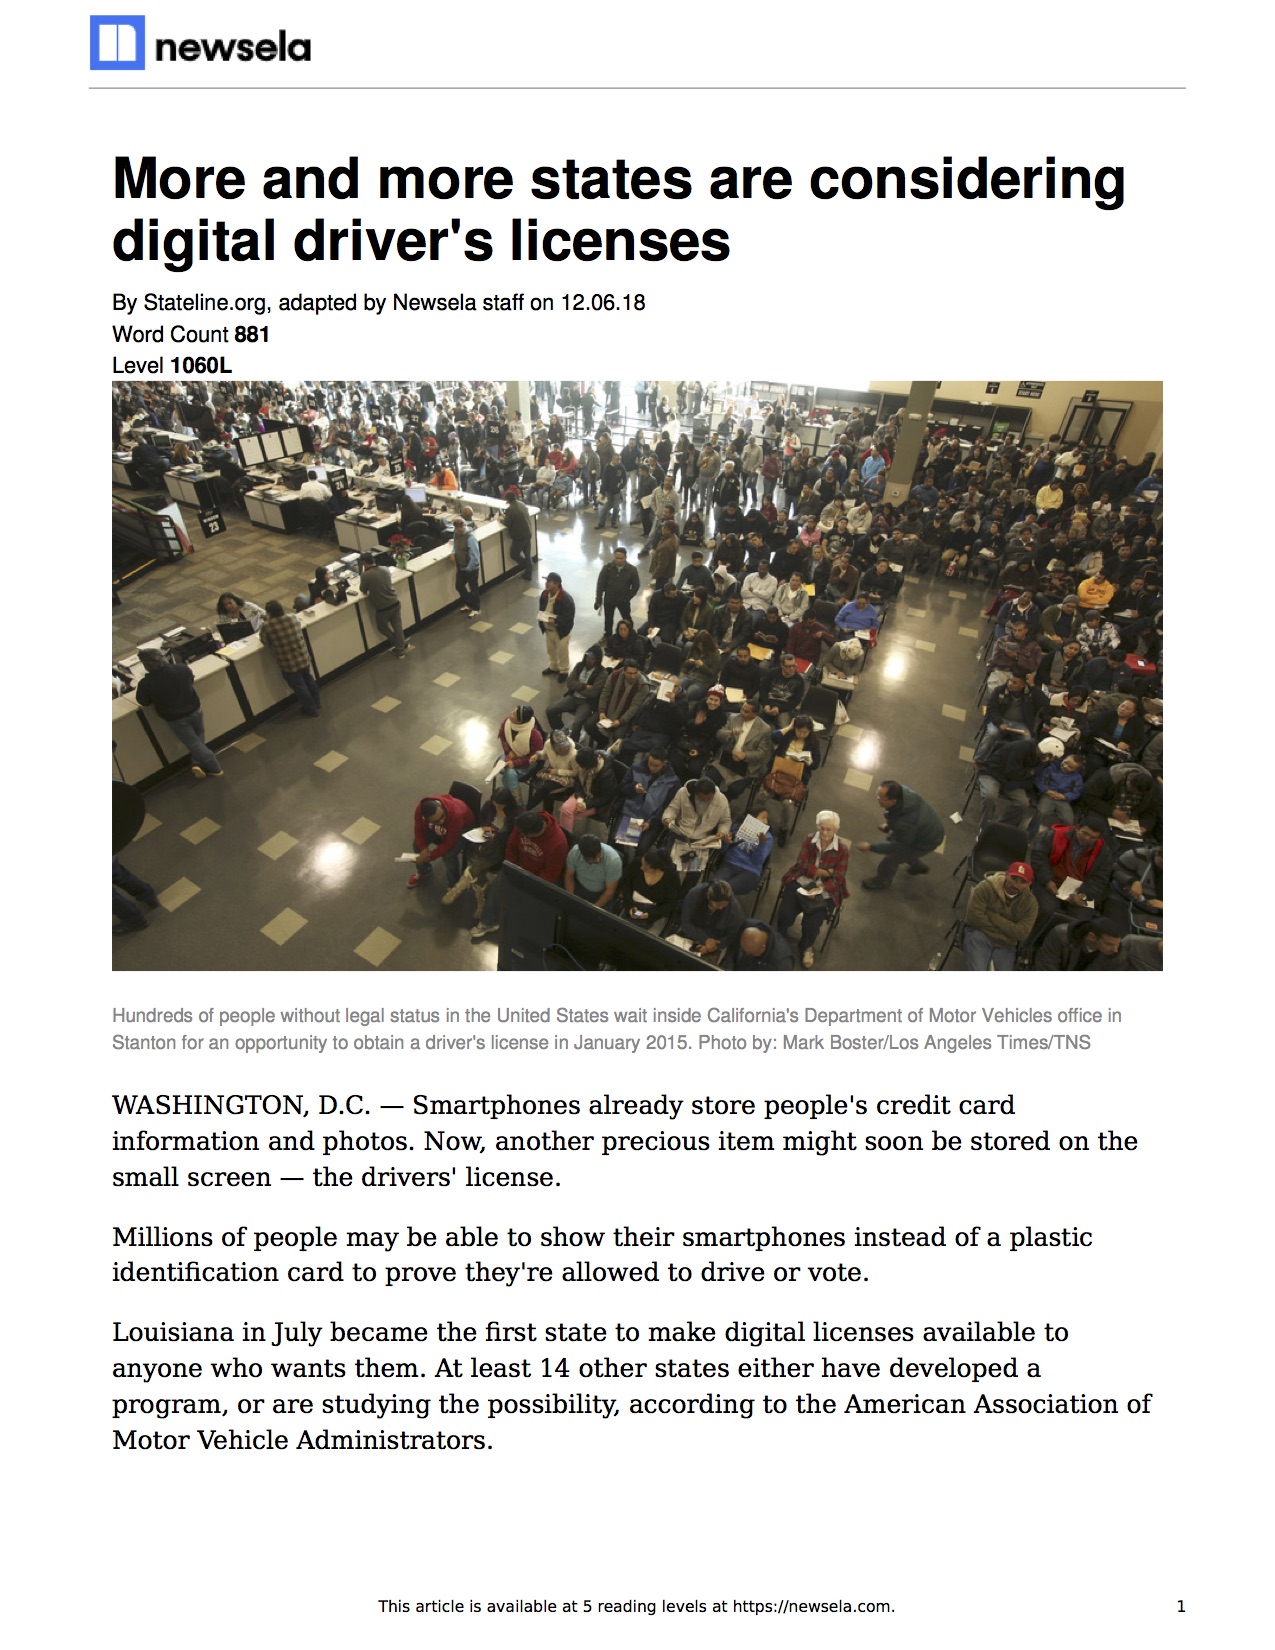 newsela
More and more states are considering
digital driver's licenses
By Stateline.org, adapted by Newsela staff on 12.06.18
Word Count 881
Level 1060L
23
24
Hundreds of people without legal status in the United States wait inside California's Department of Motor Vehicles office in
Stanton for an opportunity to obtain a driver's license in January 2015. Photo by: Mark Boster/Los Angeles Times/TNS
WASHINGTON, D.C. — Smartphones already store people's credit card
information and photos. Now, another precious item might soon be stored on the
small screen — the drivers' license.
Millions of people may be able to show their smartphones instead of a plastic
identification card to prove they're allowed to drive or vote.
Louisiana in July became the first state to make digital licenses available to
anyone who wants them. At least 14 other states either have developed a
program, or are studying the possibility, according to the American Association of
Motor Vehicle Administrators.
This article is available at 5 reading levels at https://newsela.com.
1